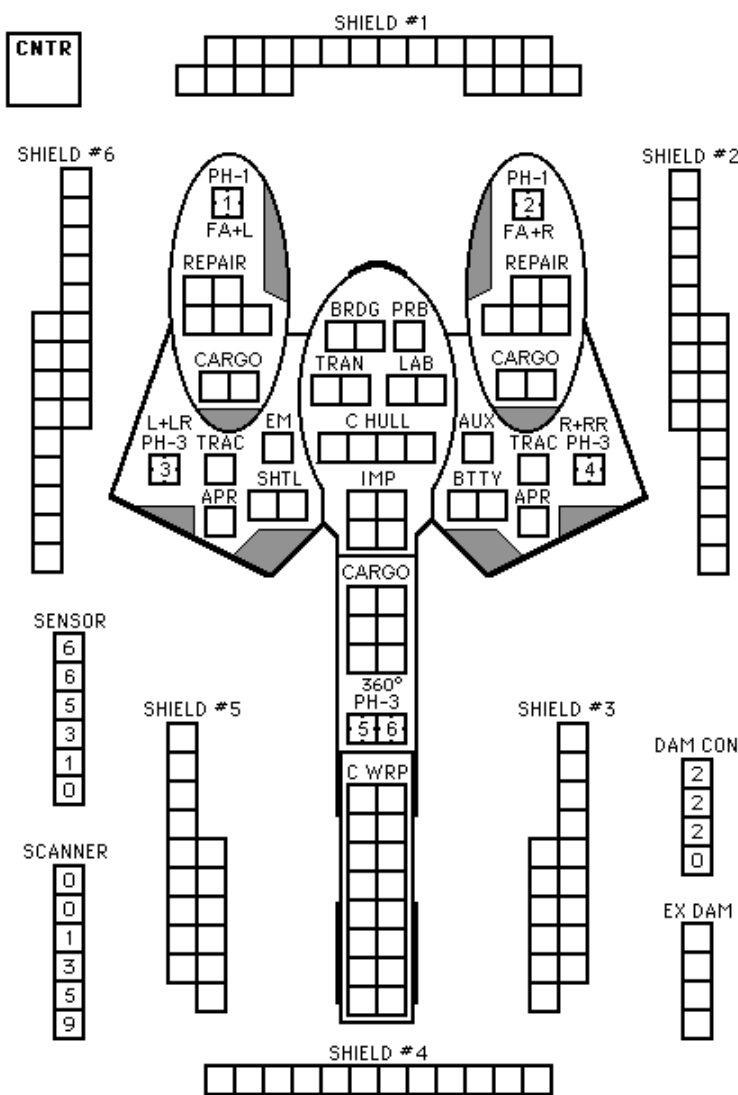 SHIELD #1
CNTR
SHIELD #6
SHIELD #2
PH-1
1
FA+L
PH-1
2
FA+R
REPAIR
REPAIR
BRDG PRB
CARGO
TRAN LAB
CARGO
L+LR
PH-3
3
TRAC
EM
C HULL
AUX
TRAC
R+RR
PH-3
4
APR
SHTL
IMP
BTTY
APR
CARGO
360°
PH-3
5 6
C WRP
SENSOR
6
6
5
3
1
0
SHIELD #5
SHIELD #3
DAM CON
2
2
2
0
SCANNER
0
0
1
3
5
9
EX DAM
SHIELD #4